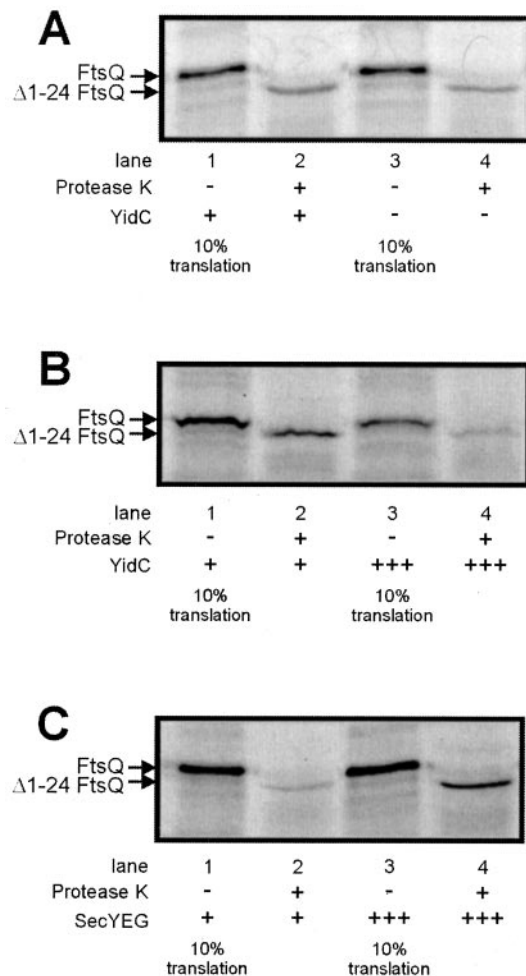 A
FtsQ
Δ1-24 FtsQ
lane 1 2 3 4
Protease K - + - +
YidC + + - -
10% 10%
translation translation
B
FtsQ
Δ1-24 FtsQ
lane 1 2 3 4
Protease K - + - +
YidC + + +++ +++
10% 10%
translation translation
C
FtsQ
Δ1-24 FtsQ
lane 1 2 3 4
Protease K - + - +
SecYEG + + +++ +++
10% 10%
translation translation